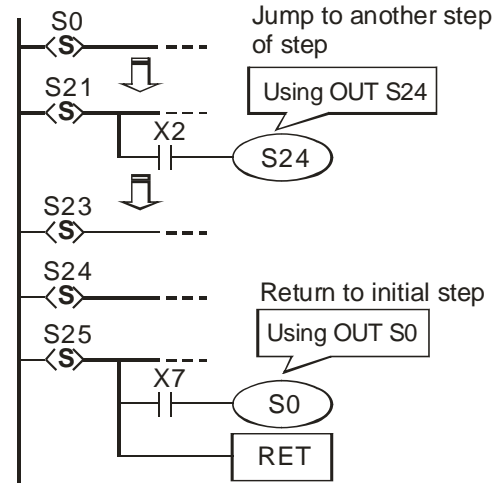 S0
S
Jump to another step
of step
S21
S
Using OUT S24
X2
S24
S23
S
S24
S
Return to initial step
S25
S
Using OUT S0
X7
S0
RET